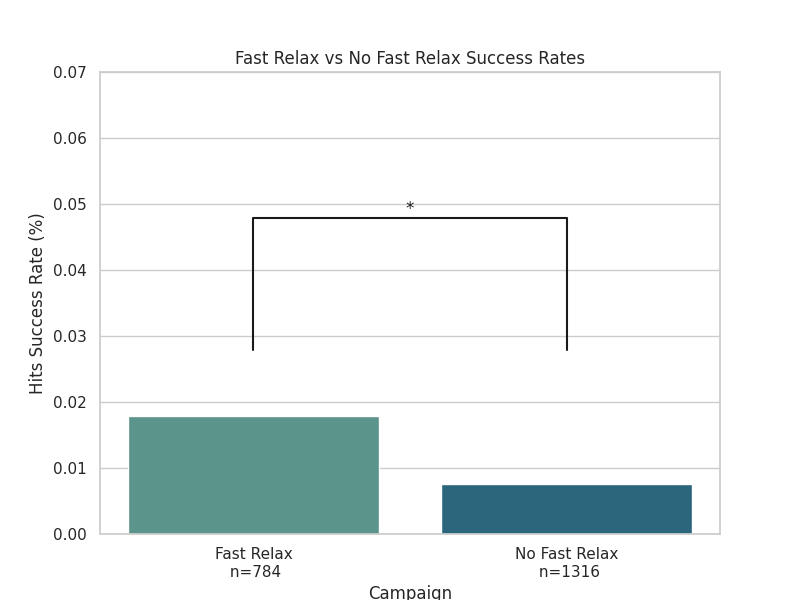 Fast Relax vs No Fast Relax Success Rates
0.07
0.06
0.05
0.04
0.03
0.02
0.01
0.00
Hits Success Rate (%)
*
Fast Relax
n=784
No Fast Relax
n=1316
Campaign